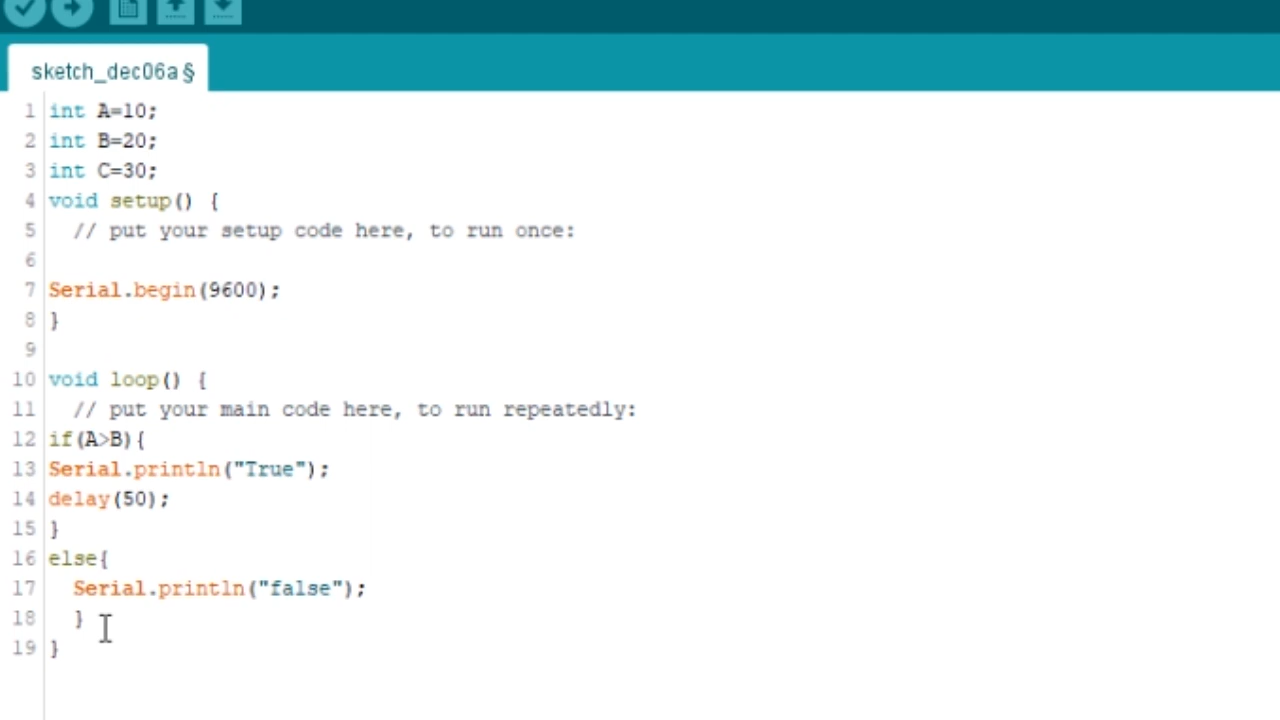 sketch_dec06a §
1 int A=10;
2 int B=20;
3 int C=30;
4 void setup() {
5   // put your setup code here, to run once:
6
7 Serial.begin(9600);
8 }
9
10 void loop() {
11   // put your main code here, to run repeatedly:
12 if(A>B){
13 Serial.println("True");
14 delay(50);
15 }
16 else{
17   Serial.println("false");
18   }
19 }